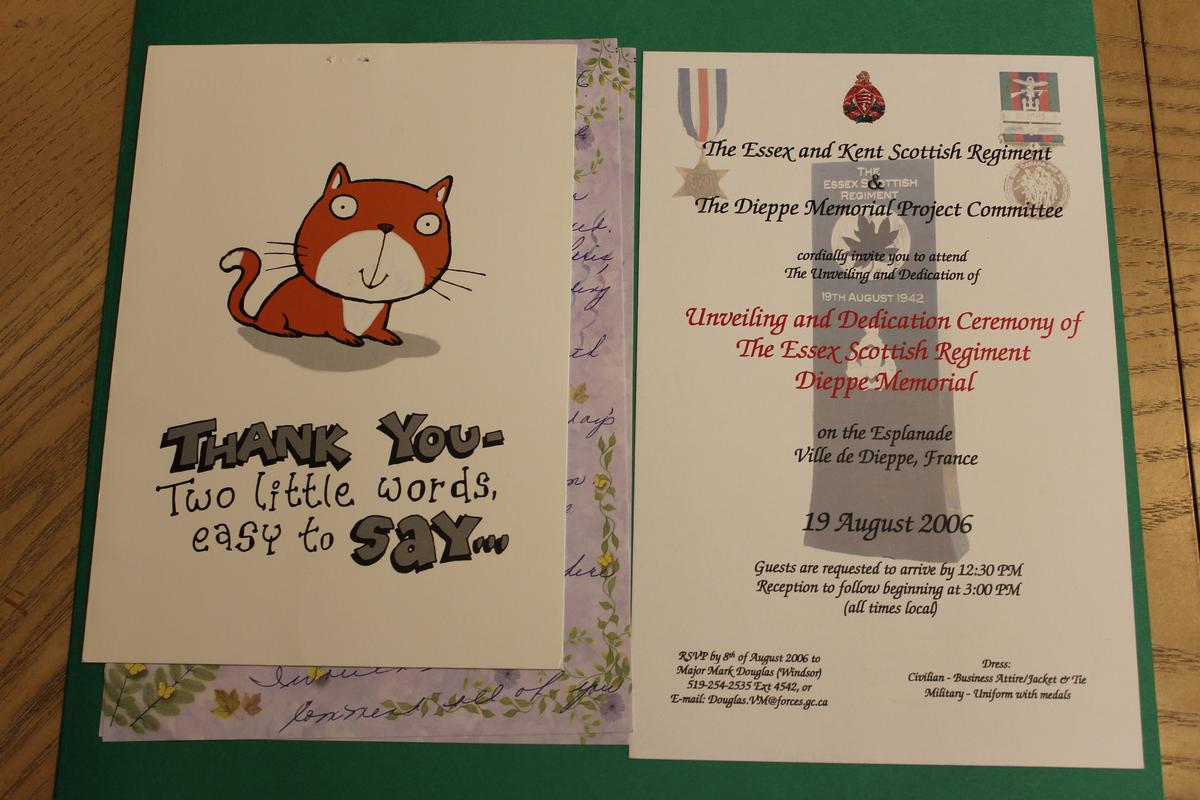 THANK YOU-
Two little words,
easy to SAY...
Commend all of you
The Essex and Kent Scottish Regiment
&
The Dieppe Memorial Project Committee
THE
ESSEX SCOTTISH
REGIMENT
cordially invite you to attend
The Unveiling and Dedication of
19TH AUGUST 1942
Unveiling and Dedication Ceremony of
The Essex Scottish Regiment
Dieppe Memorial
on the Esplanade
Ville de Dieppe, France
19 August 2006
Guests are requested to arrive by 12:30 PM
Reception to follow beginning at 3:00 PM
(all times local)
RSVP by 8th of August 2006 to
Major Mark Douglas (Windsor)
519-254-2535 Ext 4542, or
E-mail: Douglas.VM@forces.gc.ca
Dress:
Civilian - Business Attire/Jacket & Tie
Military - Uniform with medals